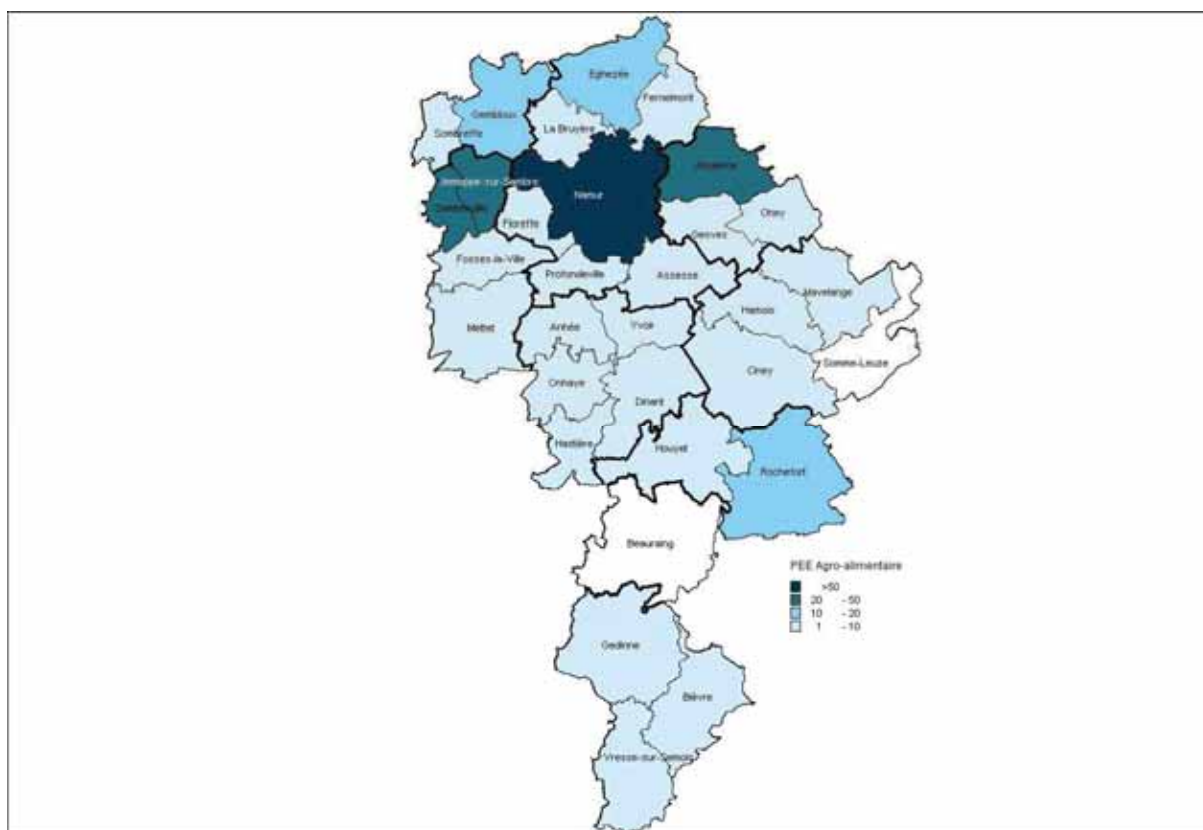 Eghezée
Fernelmont
Gembloux
La Bruyère
Sombreffe
Andenne
Jemeppe-sur-Sambre
Namur
Sambreville
Ohey
Floreffe
Gesves
Fosses-la-Ville
Profondeville
Assesse
Havelange
Hamois
Mettet
Anhée
Yvoir
Somme-Leuze
Ciney
Onhaye
Dinant
Hastière
Houyet
Rochefort
Beauraing
PEE Agro-alimentaire
>50
20 - 50
10 - 20
1 - 10
Gedinne
Bièvre
Vresse-sur-Semois